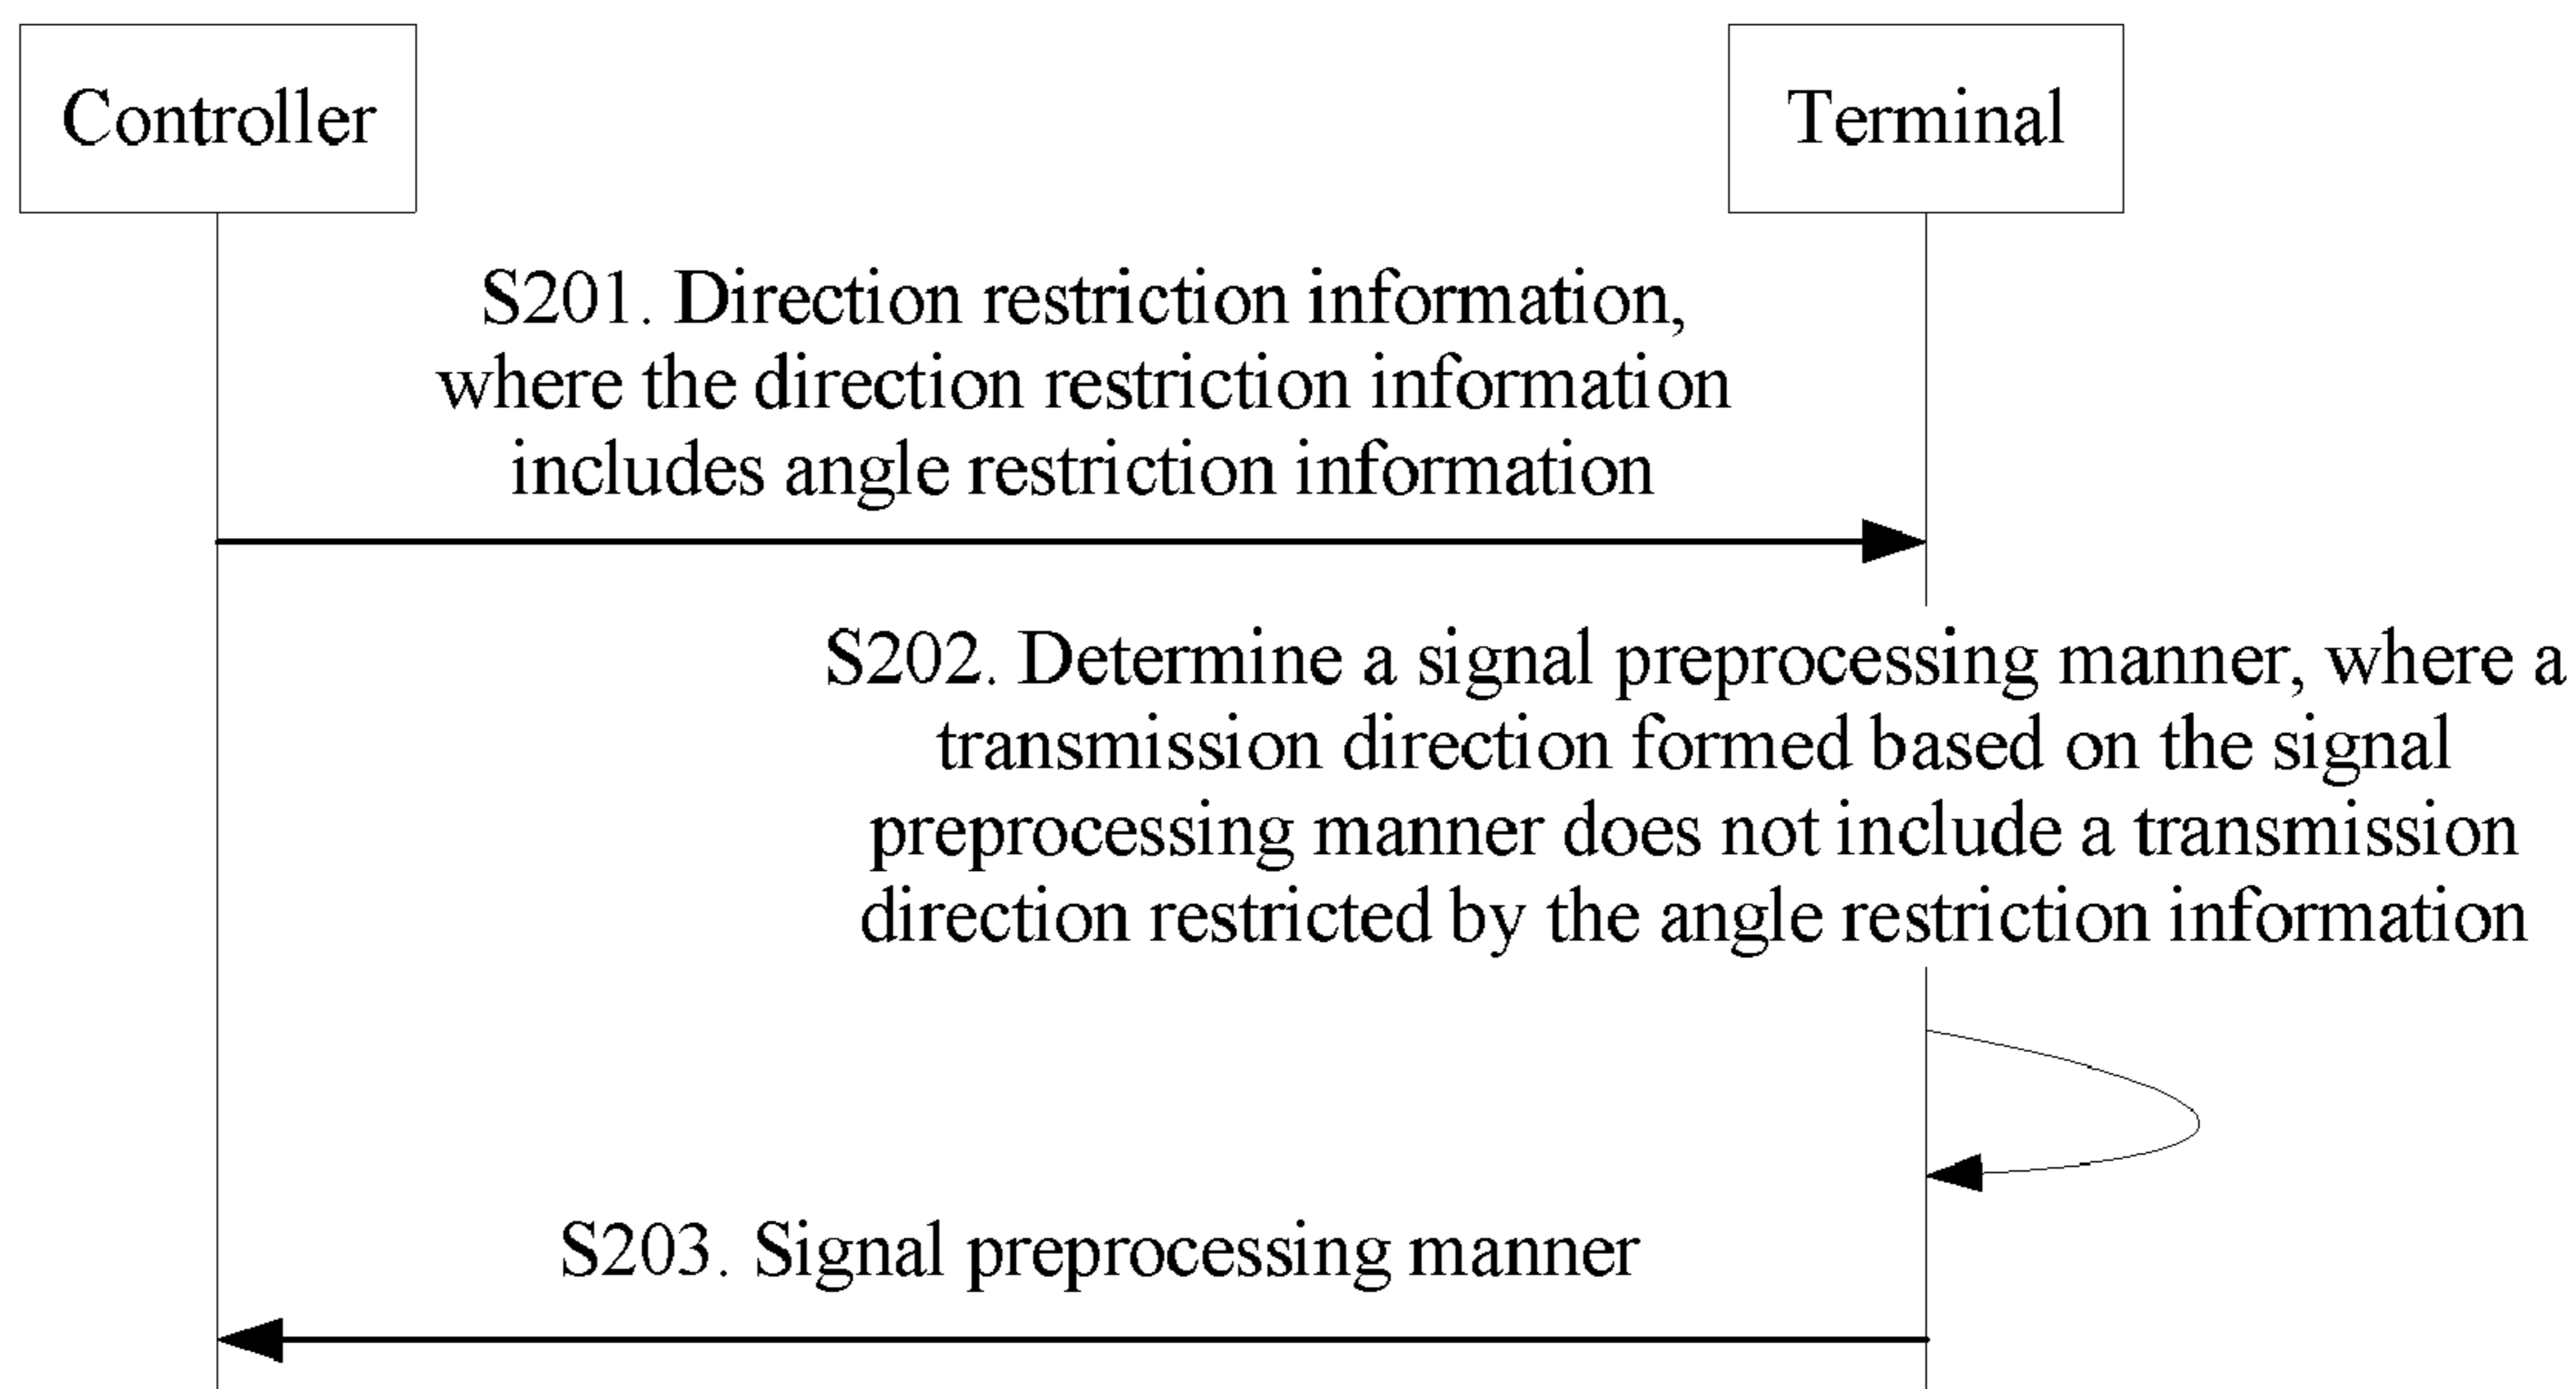 Controller
Terminal
S201. Direction restriction information,
where the direction restriction information
includes angle restriction information
S202. Determine a signal preprocessing manner, where a
transmission direction formed based on the signal
preprocessing manner does not include a transmission
direction restricted by the angle restriction information
S203. Signal preprocessing manner